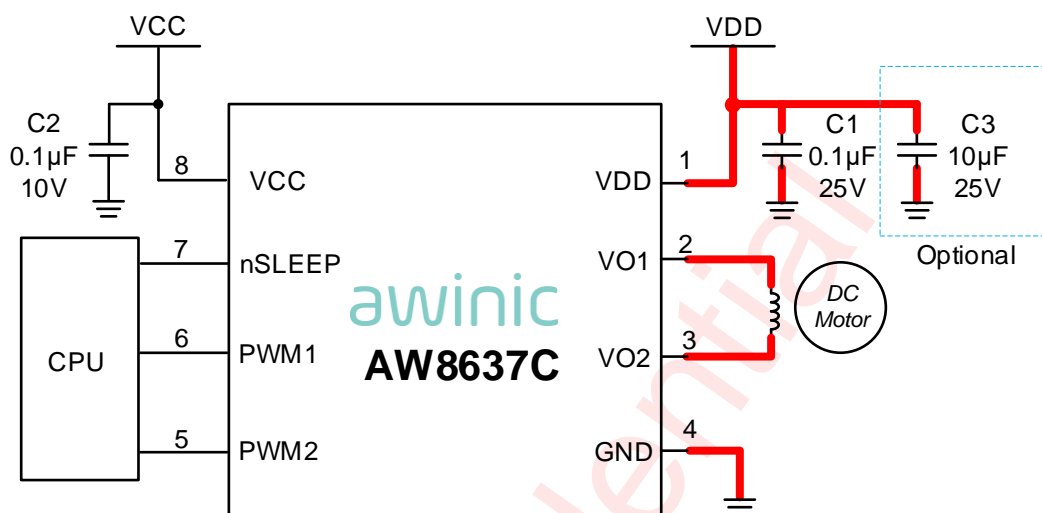 VCC
VDD
C2
0.1µF
10V
C1
0.1µF
25V
C3
10µF
25V
Optional
8
VCC
1
VDD
7
nSLEEP
2
VO1
awinic
AW8637C
DC
Motor
CPU
6
PWM1
3
VO2
5
PWM2
4
GND